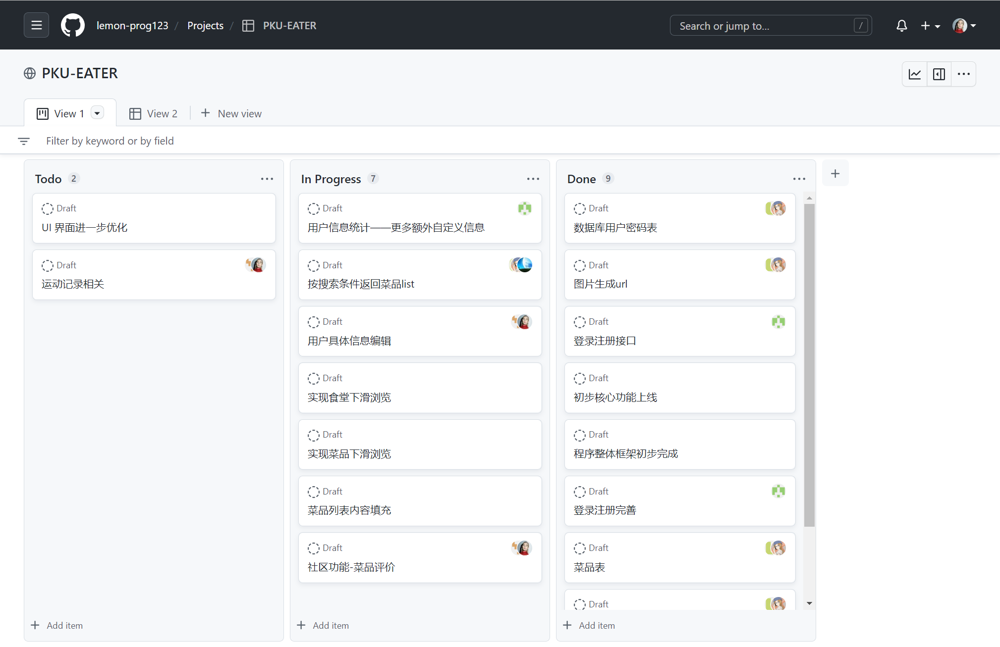 lemon-prog123 / Projects / PKU-EATER
Search or jump to... /
PKU-EATER
View 1
View 2
New view
Filter by keyword or by field
Todo 2
Draft
UI 界面进一步优化
Draft
运动记录相关
Add item
In Progress 7
Draft
用户信息统计——更多额外自定义信息
Draft
按搜索条件返回菜品list
Draft
用户具体信息编辑
Draft
实现食堂下滑浏览
Draft
实现菜品下滑浏览
Draft
菜品列表内容填充
Draft
社区功能-菜品评价
Add item
Done 9
Draft
数据库用户密码表
Draft
图片生成url
Draft
登录注册接口
Draft
初步核心功能上线
Draft
程序整体框架初步完成
Draft
登录注册完善
Draft
菜品表
Draft
Add item